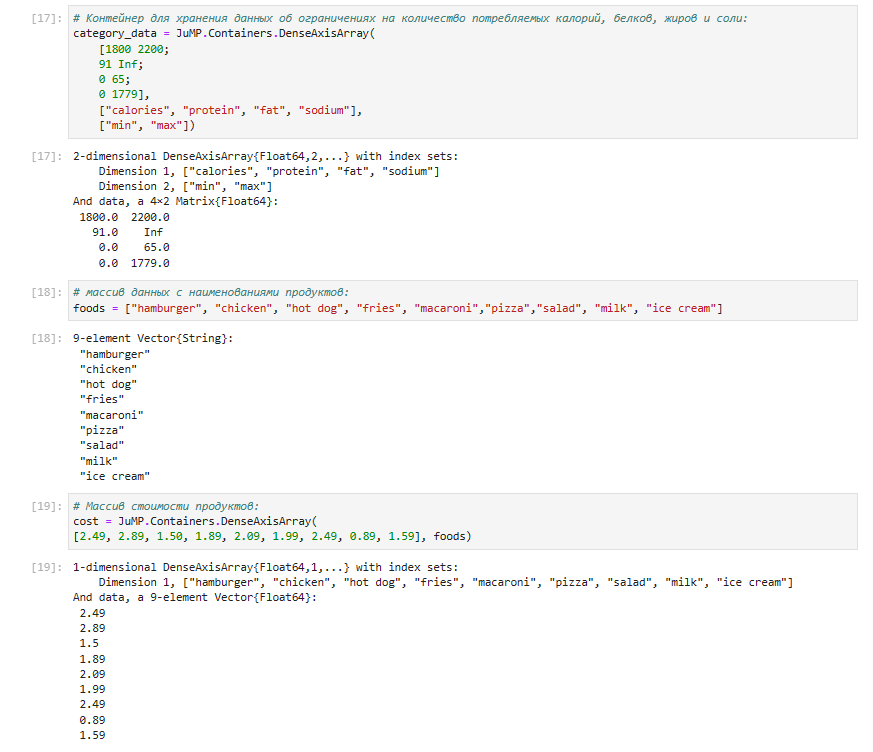 [17]: # Контейнер для хранения данных об ограничениях на количество потребляемых калорий, белков, жиров и соли:
category_data = JuMP.Containers.DenseAxisArray(
[1800 2200;
91 Inf;
0 65;
0 1779],
["calories", "protein", "fat", "sodium"],
["min", "max"])
[17]: 2-dimensional DenseAxisArray{Float64,2,...} with index sets:
Dimension 1, ["calories", "protein", "fat", "sodium"]
Dimension 2, ["min", "max"]
And data, a 4×2 Matrix{Float64}:
1800.0 2200.0
91.0 Inf
0.0 65.0
0.0 1779.0
[18]: # массив данных с наименованиями продуктов:
foods = ["hamburger", "chicken", "hot dog", "fries", "macaroni","pizza","salad", "milk", "ice cream"]
[18]: 9-element Vector{String}:
"hamburger"
"chicken"
"hot dog"
"fries"
"macaroni"
"pizza"
"salad"
"milk"
"ice cream"
[19]: # Массив стоимости продуктов:
cost = JuMP.Containers.DenseAxisArray(
[2.49, 2.89, 1.50, 1.89, 2.09, 1.99, 2.49, 0.89, 1.59], foods)
[19]: 1-dimensional DenseAxisArray{Float64,1,...} with index sets:
Dimension 1, ["hamburger", "chicken", "hot dog", "fries", "macaroni", "pizza", "salad", "milk", "ice cream"]
And data, a 9-element Vector{Float64}:
2.49
2.89
1.5
1.89
2.09
1.99
2.49
0.89
1.59